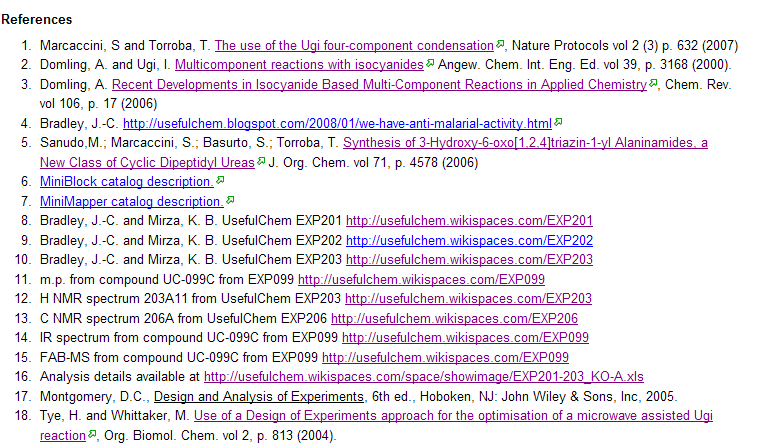 References
1. Marcaccini, S and Torroba, T. The use of the Ugi four-component condensation, Nature Protocols vol 2 (3) p. 632 (2007)
2. Domling, A. and Ugi, I. Multicomponent reactions with isocyanides Angew. Chem. Int. Eng. Ed. vol 39, p. 3168 (2000).
3. Domling, A. Recent Developments in Isocyanide Based Multi-Component Reactions in Applied Chemistry, Chem. Rev.
vol 106, p. 17 (2006)
4. Bradley, J.-C. http://usefulchem.blogspot.com/2008/01/we-have-anti-malarial-activity.html
5. Sanudo,M.; Marcaccini, S.; Basurto, S.; Torroba, T. Synthesis of 3-Hydroxy-6-oxo[1,2,4]triazin-1-yl Alaninamides, a
New Class of Cyclic Dipeptidyl Ureas J. Org. Chem. vol 71, p. 4578 (2006)
6. MiniBlock catalog description.
7. MiniMapper catalog description.
8. Bradley, J.-C. and Mirza, K. B. UsefulChem EXP201 http://usefulchem.wikispaces.com/EXP201
9. Bradley, J.-C. and Mirza, K. B. UsefulChem EXP202 http://usefulchem.wikispaces.com/EXP202
10. Bradley, J.-C. and Mirza, K. B. UsefulChem EXP203 http://usefulchem.wikispaces.com/EXP203
11. m.p. from compound UC-099C from EXP099 http://usefulchem.wikispaces.com/EXP099
12. H NMR spectrum 203A11 from UsefulChem EXP203 http://usefulchem.wikispaces.com/EXP203
13. C NMR spectrum 206A from UsefulChem EXP206 http://usefulchem.wikispaces.com/EXP206
14. IR spectrum from compound UC-099C from EXP099 http://usefulchem.wikispaces.com/EXP099
15. FAB-MS from compound UC-099C from EXP099 http://usefulchem.wikispaces.com/EXP099
16. Analysis details available at http://usefulchem.wikispaces.com/space/showimage/EXP201-203_KO-A.xls
17. Montgomery, D.C., Design and Analysis of Experiments, 6th ed., Hoboken, NJ: John Wiley & Sons, Inc, 2005.
18. Tye, H. and Whittaker, M. Use of a Design of Experiments approach for the optimisation of a microwave assisted Ugi
reaction, Org. Biomol. Chem. vol 2, p. 813 (2004).